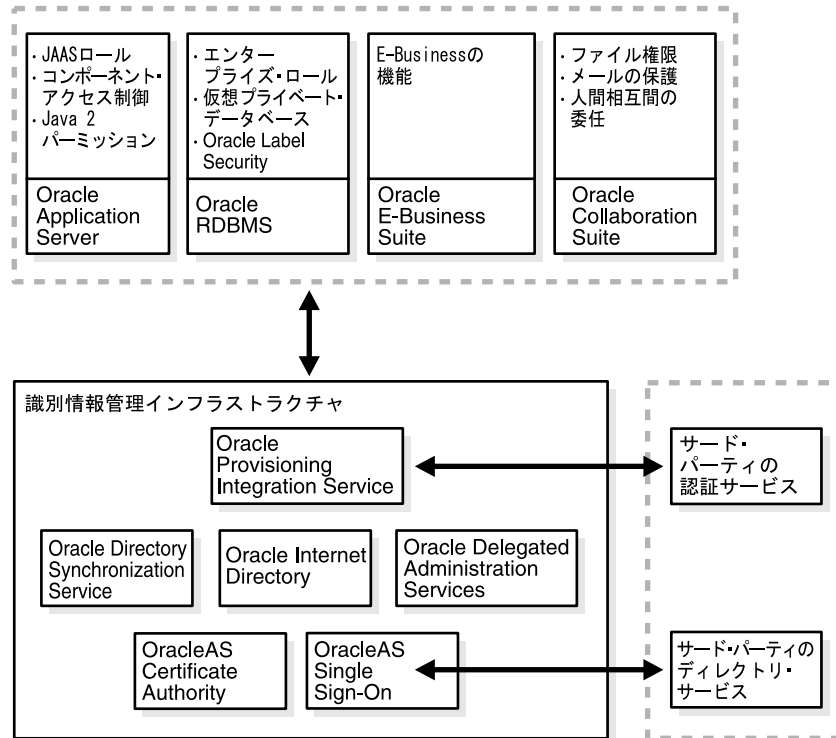 ・JAASロール
・コンポーネント・
アクセス制御
・Java 2
パーミッション
Oracle
Application
Server
・エンター
プライズ・ロール
・仮想プライベート・
データベース
・Oracle Label
Security
Oracle
RDBMS
E-Businessの
機能
Oracle
E-Business
Suite
・ファイル権限
・メールの保護
・人間相互間の
委任
Oracle
Collaboration
Suite
識別情報管理インフラストラクチャ
Oracle
Provisioning
Integration Service
サード・
パーティの
認証サービス
Oracle Directory
Synchronization
Service
Oracle Internet
Directory
Oracle Delegated
Administration
Services
OracleAS
Certificate
Authority
OracleAS
Single
Sign-On
サード・パーティの
ディレクトリ・
サービス